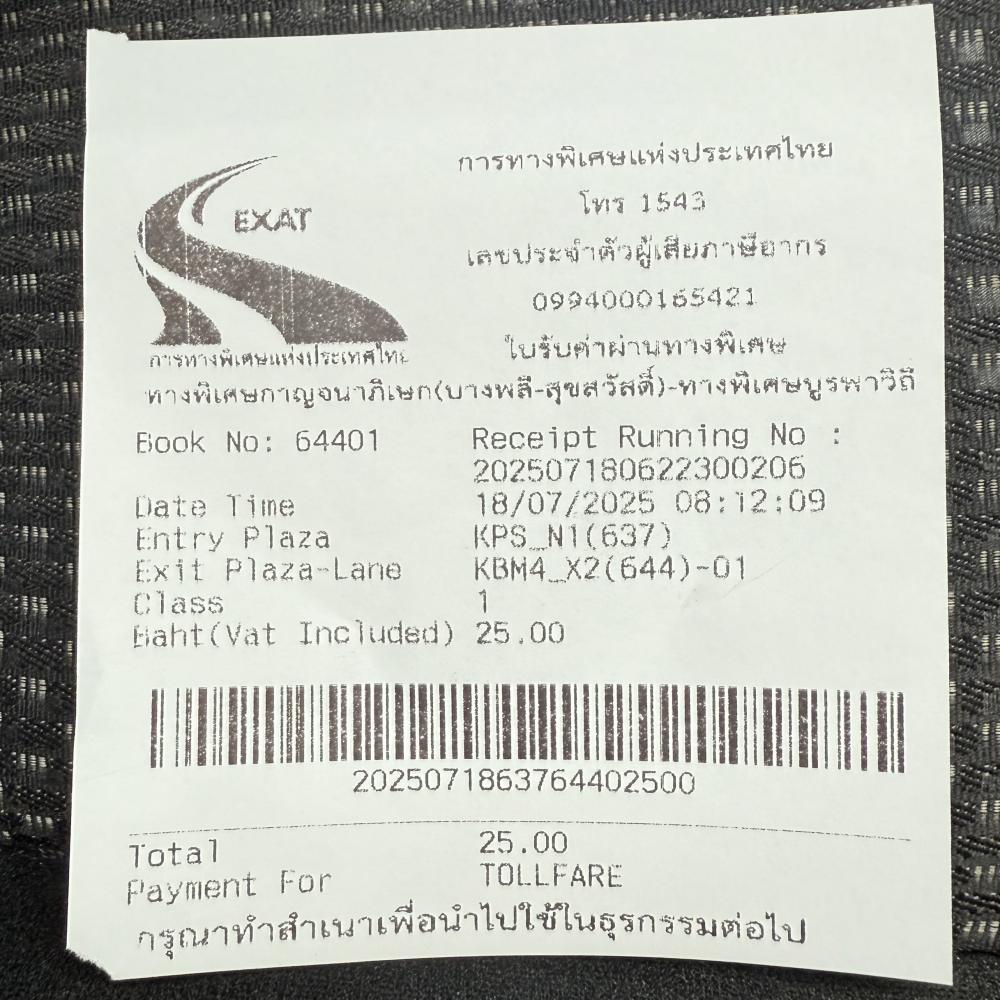 การทางพิเศษแห่งประเทศไทย
โทร 1543
EXAT
เลขประจำตัวผู้เสียภาษีอากร
0994000165421
การทางพิเศษแห่งประเทศไทย
ใบรับค่าผ่านทางพิเศษ
ทางพิเศษกาญจนาภิเษก(บางพลี-สุขสวัสดิ์)-ทางพิเศษบูรพาวิถี
Book No: 64401 Receipt Running No :
202507180622300206
Date Time 18/07/2025 08:12:09
Entry Plaza KPS_N1(637)
Exit Plaza-Lane KBM4_X2(644)-01
Class 1
Baht(Vat Included) 25.00
2025071863764402500
Total 25.00
Payment For TOLLFARE
กรุณาทำสำเนาเพื่อนำไปใช้ในธุรกรรมต่อไป